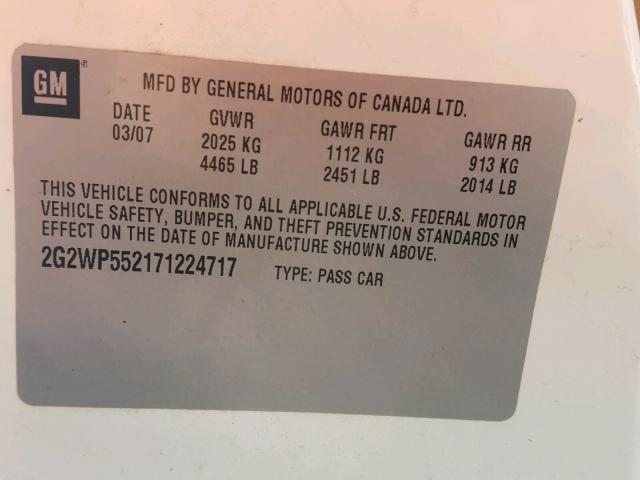 GM®
MFD BY GENERAL MOTORS OF CANADA LTD.
DATE GVWR GAWR FRT GAWR RR
03/07 2025 KG 1112 KG 913 KG
4465 LB 2451 LB 2014 LB
THIS VEHICLE CONFORMS TO ALL APPLICABLE U.S. FEDERAL MOTOR
VEHICLE SAFETY, BUMPER, AND THEFT PREVENTION STANDARDS IN
EFFECT ON THE DATE OF MANUFACTURE SHOWN ABOVE.
2G2WP552171224717 TYPE: PASS CAR